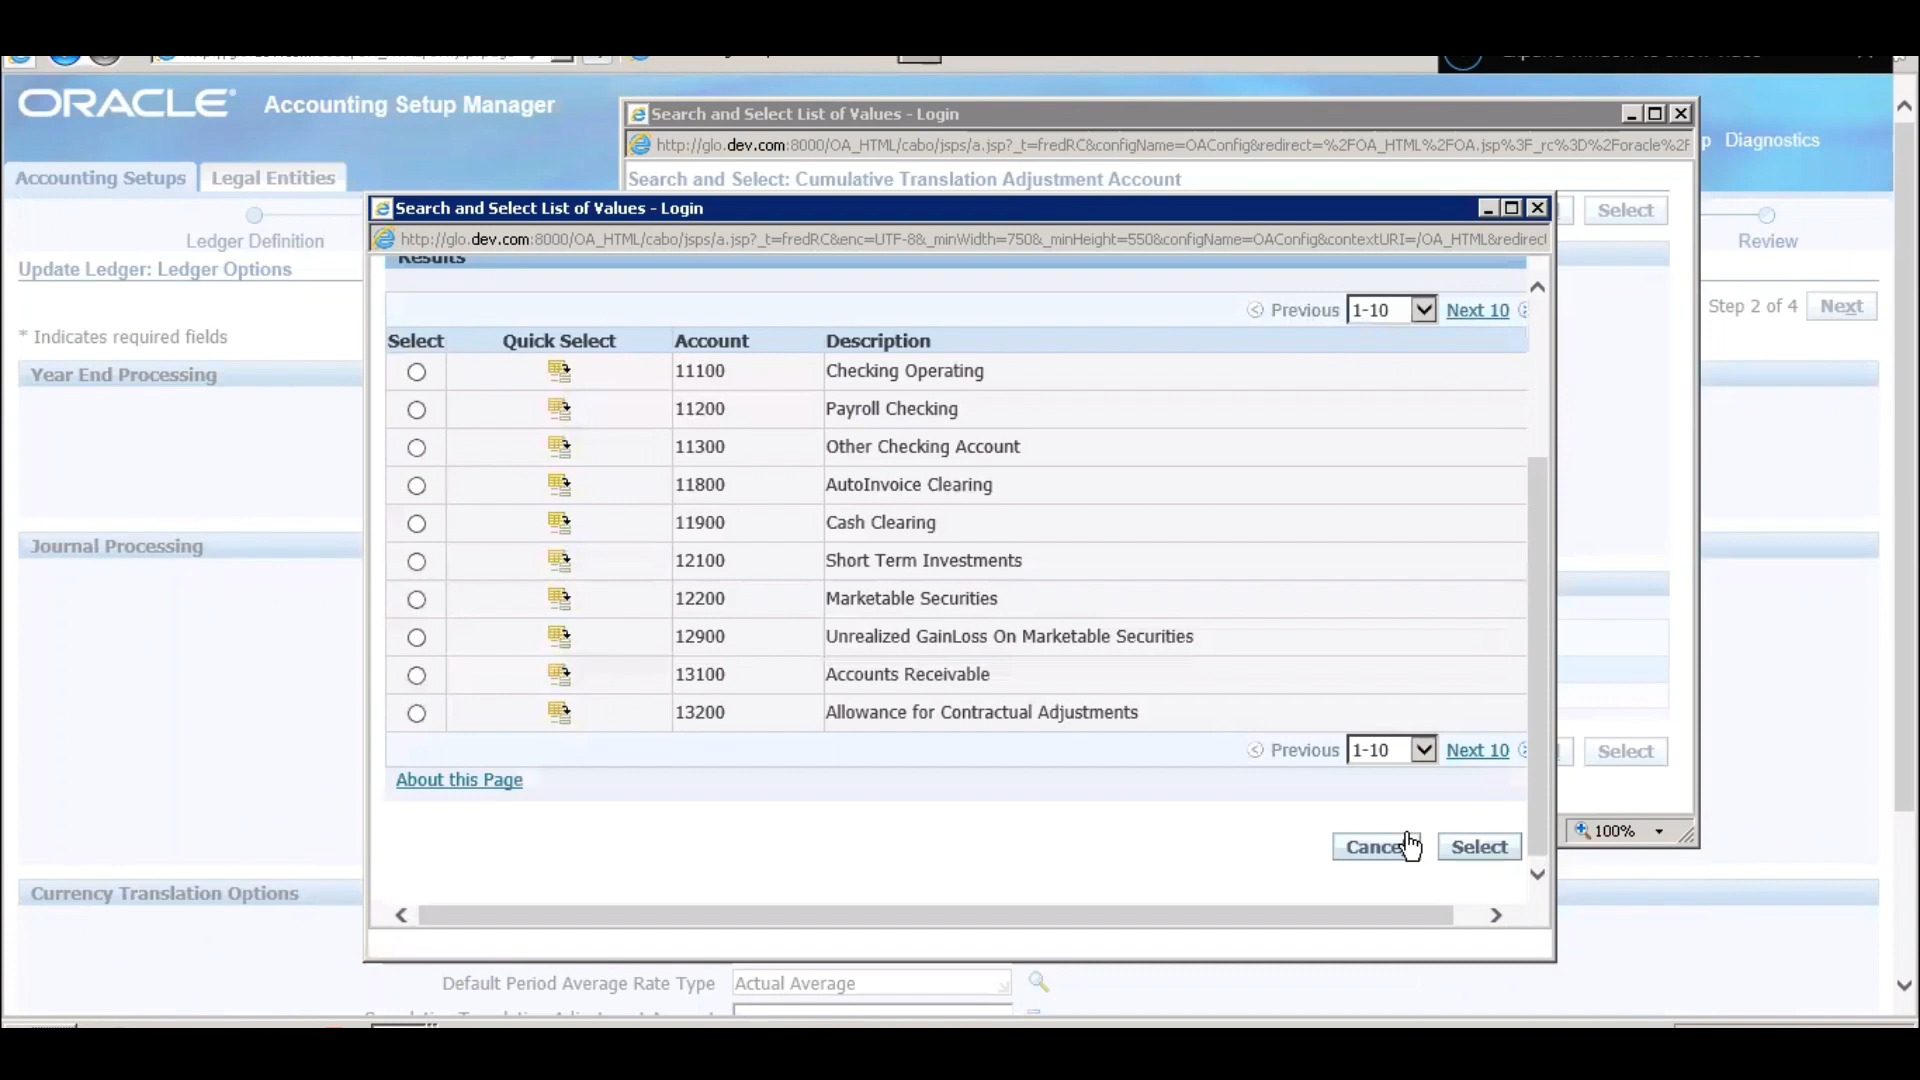 ORACLE Accounting Setup Manager
Diagnostics
Accounting Setups
Legal Entities
Ledger Definition
Review
Update Ledger: Ledger Options
Step 2 of 4
Next
* Indicates required fields
Year End Processing
Journal Processing
Currency Translation Options
Default Period Average Rate Type
Actual Average
Search and Select List of Values - Login
http://glo.dev.com:8000/OA_HTML/cabo/jsps/a.jsp?_t=fredRC&configName=OAConfig&redirect=%2FOA_HTML%2FOA.jsp%3F_rc%3D%2Foracle%2F
Search and Select: Cumulative Translation Adjustment Account
Select
Select
100%
Search and Select List of Values - Login
http://glo.dev.com:8000/OA_HTML/cabo/jsps/a.jsp?_t=fredRC&enc=UTF-8&_minWidth=750&_minHeight=550&configName=OAConfig&contextURI=/OA_HTML&redirec
Results
Previous 1-10 Next 10
Select Quick Select Account Description
11100 Checking Operating
11200 Payroll Checking
11300 Other Checking Account
11800 AutoInvoice Clearing
11900 Cash Clearing
12100 Short Term Investments
12200 Marketable Securities
12900 Unrealized GainLoss On Marketable Securities
13100 Accounts Receivable
13200 Allowance for Contractual Adjustments
Previous 1-10 Next 10
About this Page
Cancel
Select